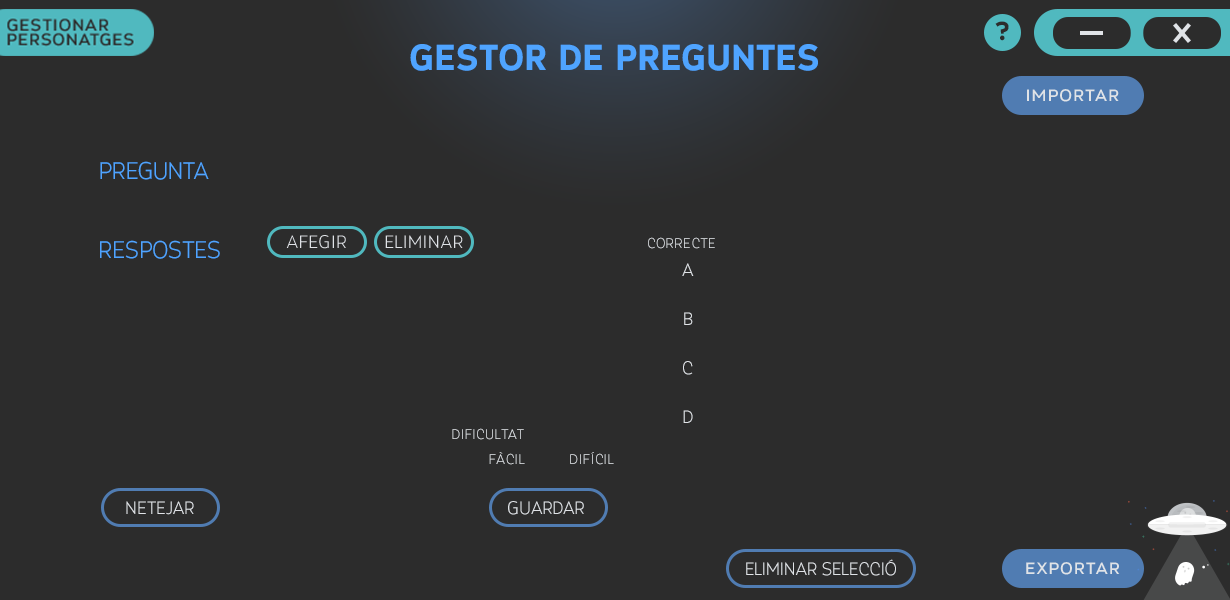 GESTIONAR
PERSONATGES
GESTOR DE PREGUNTES
?
IMPORTAR
PREGUNTA
RESPOSTES
AFEGIR
ELIMINAR
CORRECTE
A
B
C
D
DIFICULTAT
FÀCIL
DIFÍCIL
NETEJAR
GUARDAR
ELIMINAR SELECCIÓ
EXPORTAR